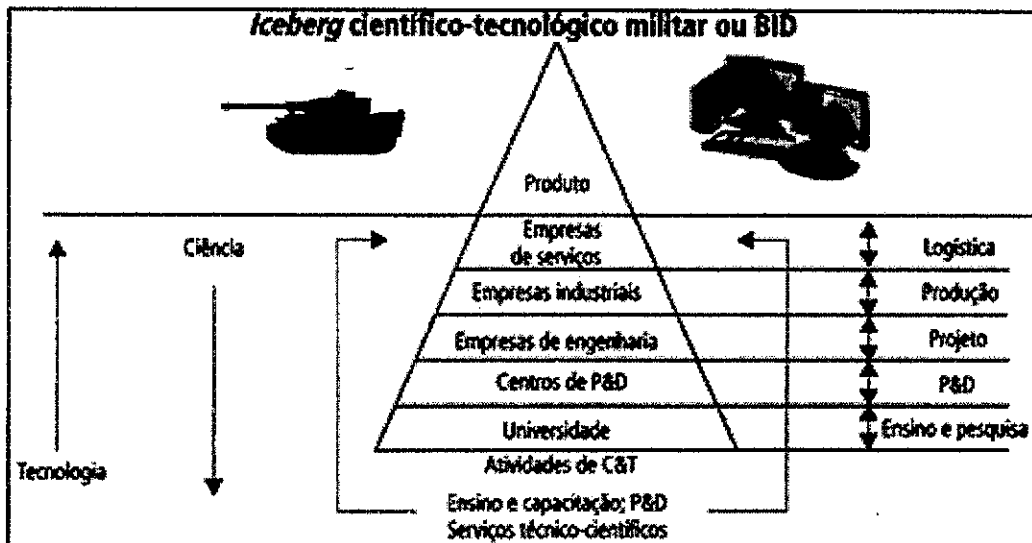 Iceberg científico-tecnológico militar ou BID
Produto
Ciência
Empresas
de serviços
Logística
Empresas industriais
Produção
Empresas de engenharia
Projeto
Centros de P&D
P&D
Universidade
Ensino e pesquisa
Tecnologia
Atividades de C&T
Ensino e capacitação; P&D
Serviços técnico-científicos